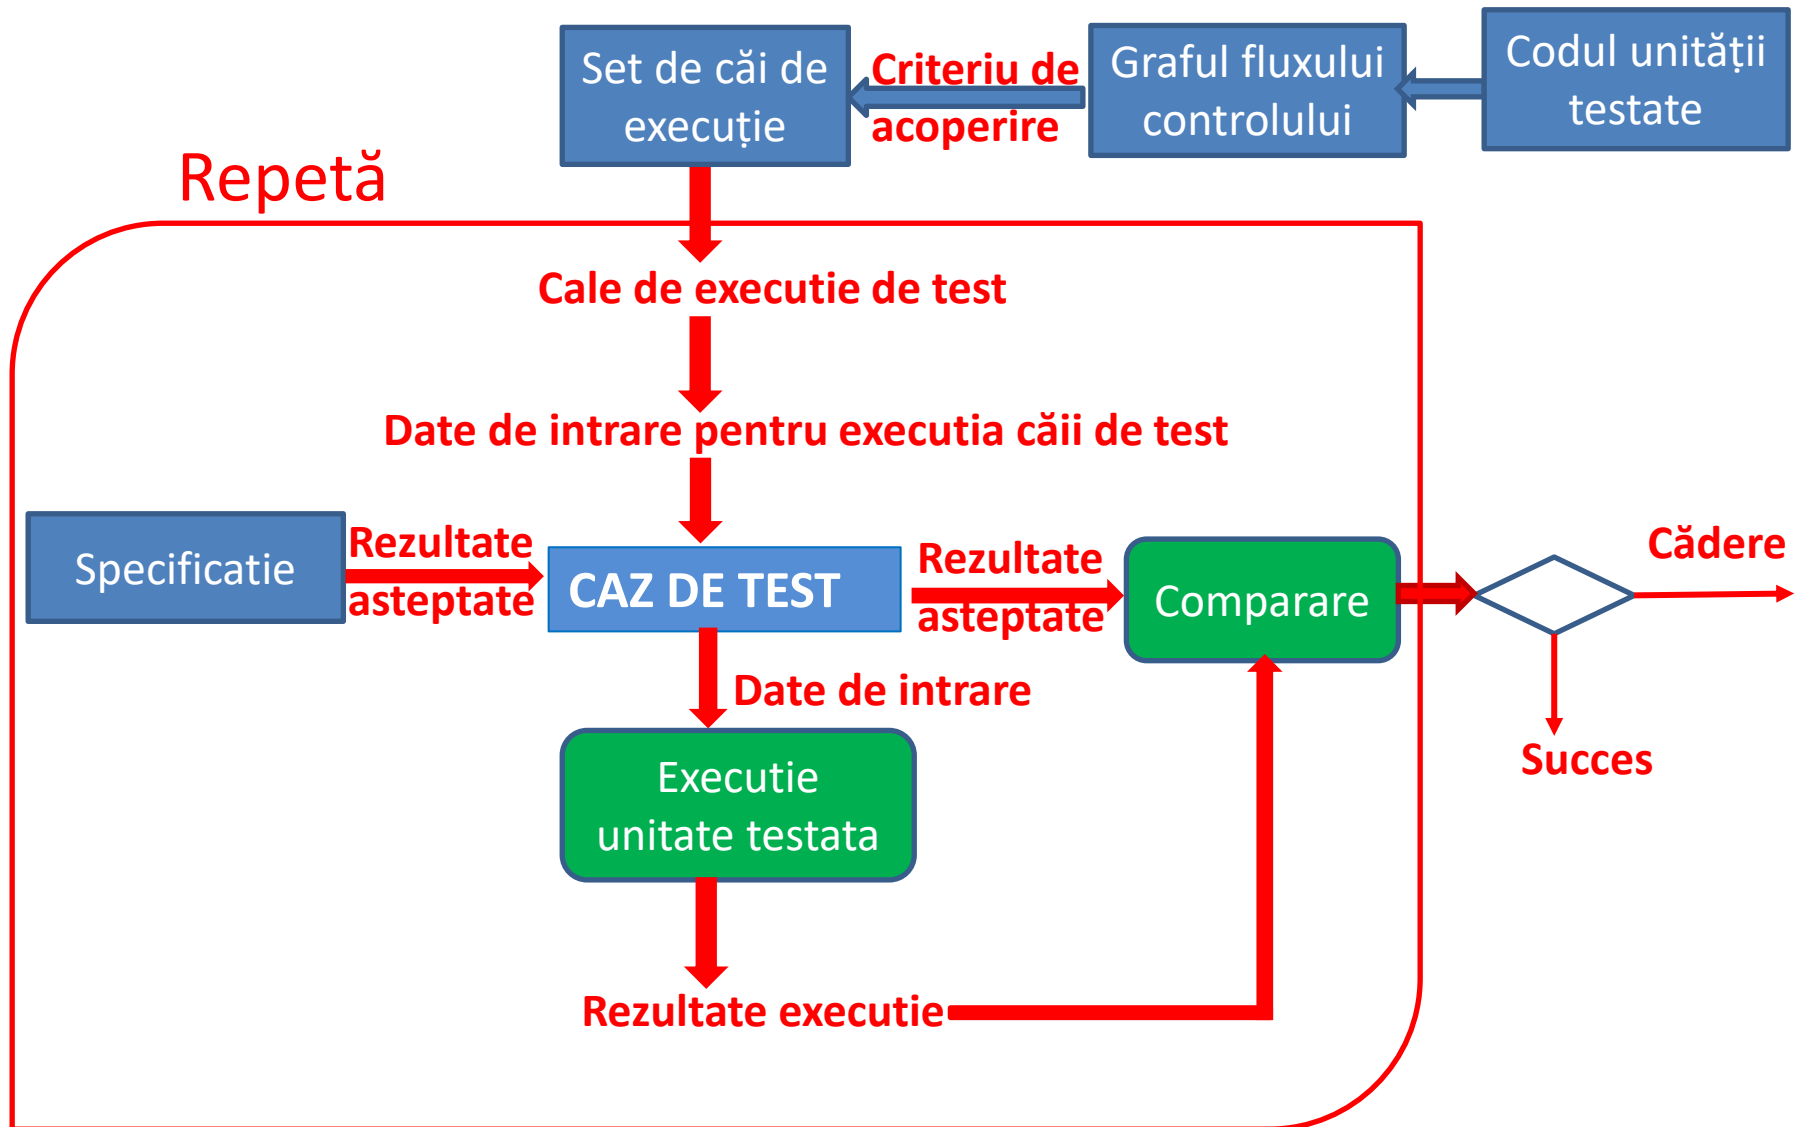 Set de căi de
execuție
Criteriu de
acoperire
Graful fluxului
controlului
Codul unității
testate
Repetă
Cale de executie de test
Date de intrare pentru executia căii de test
Specificatie
Rezultate
asteptate
CAZ DE TEST
Rezultate
asteptate
Comparare
Cădere
Date de intrare
Succes
Executie
unitate testata
Rezultate executie